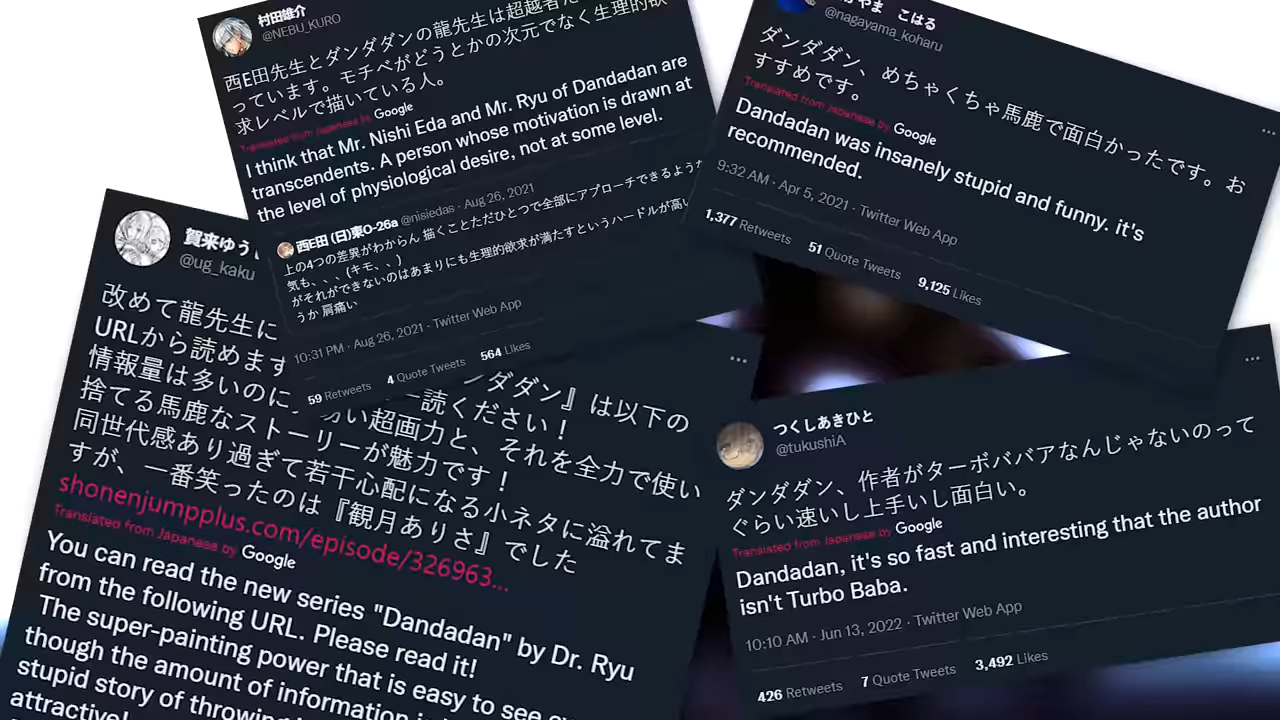 村田雄介
@NEBU_KURO
西E田先生とダンダダンの龍先生は超越者だ
っています。モチベがどうとかの次元でなく生理的欲
求レベルで描いている人。
Translated from Japanese by Google
I think that Mr. Nishi Eda and Mr. Ryu of Dandadan are
transcendents. A person whose motivation is drawn at
the level of physiological desire, not at some level.
西E田 (日)東O-26a @nisiedas · Aug 26, 2021
上の4つの差異がわからん 描くことただひとつで全部にアプローチできるような
気も、、、(キモ、、)
がそれができないのはあまりにも生理的欲求が満たすというハードルが高い
うか 肩痛い
10:31 PM · Aug 26, 2021 · Twitter Web App
59 Retweets 4 Quote Tweets 564 Likes
やま こはる
@nagayama_koharu
ダンダダン、めちゃくちゃ馬鹿で面白かったです。お
すすめです。
Translated from Japanese by Google
Dandadan was insanely stupid and funny. it's
recommended.
9:32 AM · Apr 5, 2021 · Twitter Web App
1,377 Retweets 51 Quote Tweets 9,125 Likes
賀来ゆう
@ug_kaku
改めて龍先生に ンダダン』は以下の
URLから読めます 一読ください！
情報量は多いのに 易い超画力と、それを全力で使い
捨てる馬鹿なストーリーが魅力です！
同世代感あり過ぎて若干心配になる小ネタに溢れてま
すが、一番笑ったのは『観月ありさ』でした
shonenjumpplus.com/episode/326963...
Translated from Japanese by Google
You can read the new series "Dandadan" by Dr. Ryu
from the following URL. Please read it!
The super-painting power that is easy to see
though the amount of information
stupid story of throwing
attractive!
つくしあきひと
@tukushiA
ダンダダン、作者がターボババアなんじゃないのって
ぐらい速いし上手いし面白い。
Translated from Japanese by Google
Dandadan, it's so fast and interesting that the author
isn't Turbo Baba.
10:10 AM · Jun 13, 2022 · Twitter Web App
426 Retweets 7 Quote Tweets 3,492 Likes